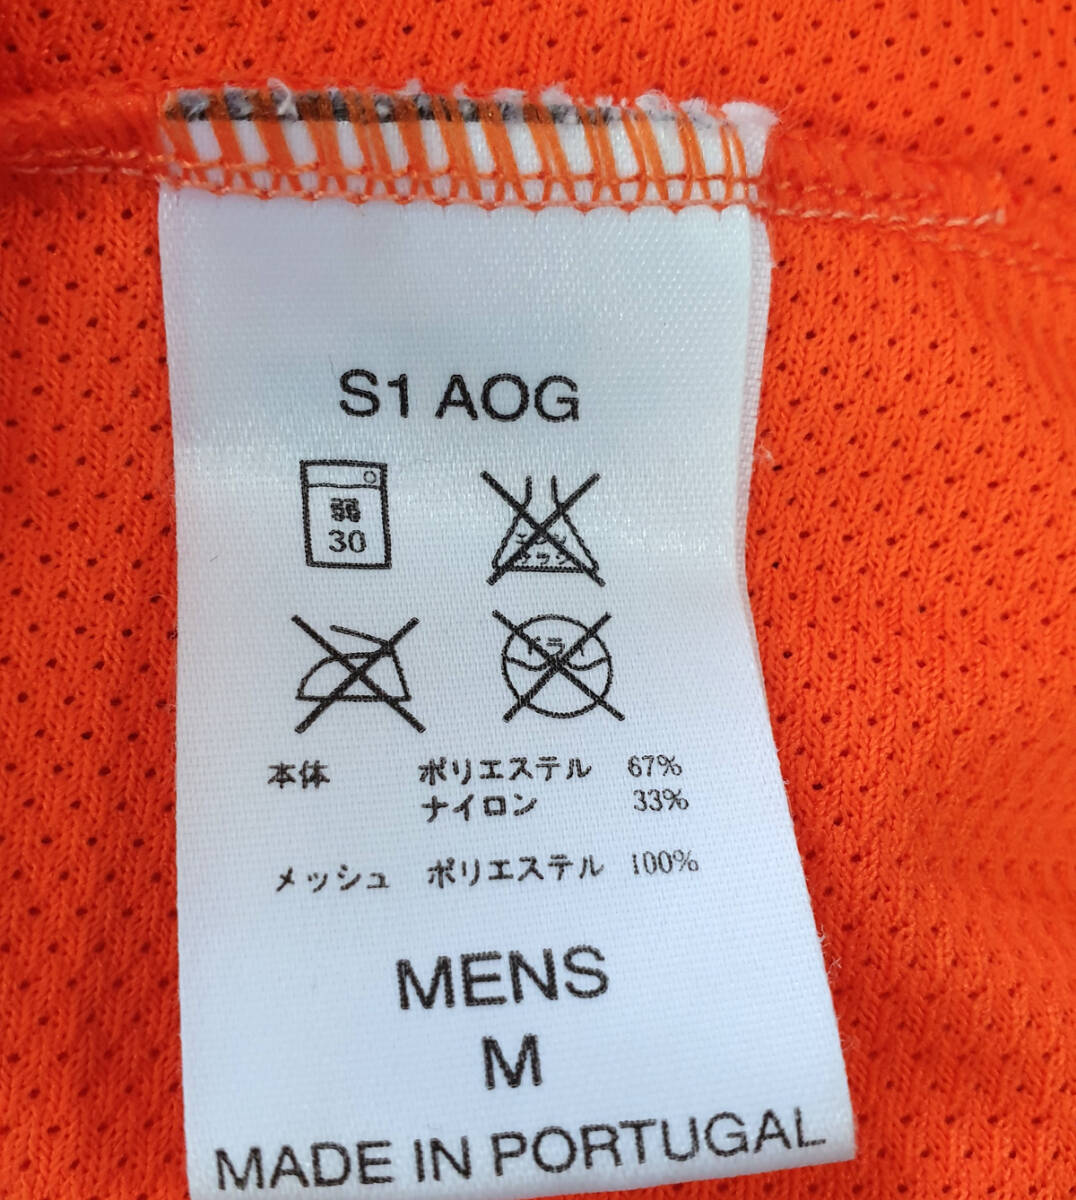 S1 AOG
弱
30
本体 ポリエステル 67%
ナイロン 33%
メッシュ ポリエステル 100%
MENS
M
MADE IN PORTUGAL